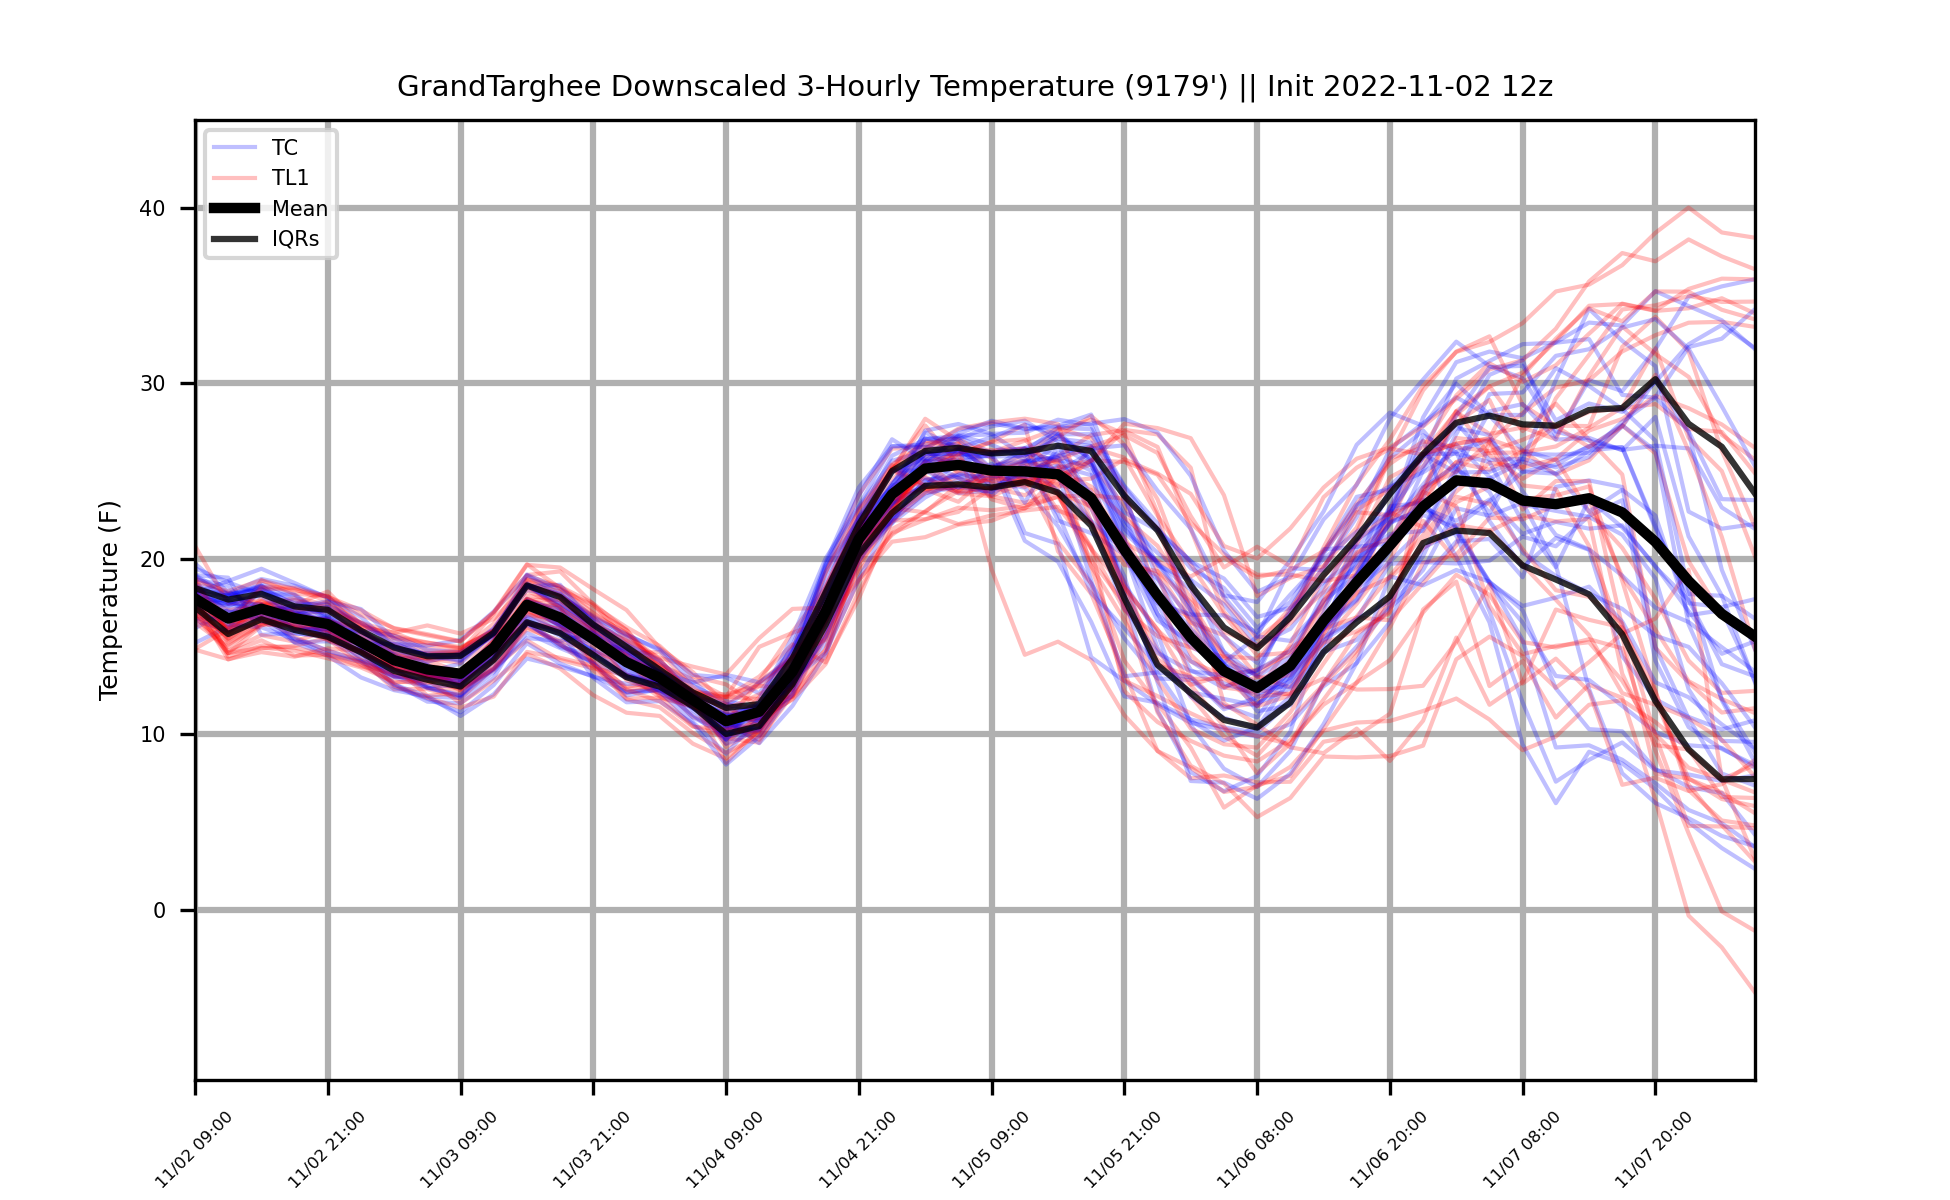 GrandTarghee Downscaled 3-Hourly Temperature (9179') || Init 2022-11-02 12z
TC
TL1
Mean
IQRs
Temperature (F)
40
30
20
10
0
11/02 09:00
11/02 21:00
11/03 09:00
11/03 21:00
11/04 09:00
11/04 21:00
11/05 09:00
11/05 21:00
11/06 08:00
11/06 20:00
11/07 08:00
11/07 20:00